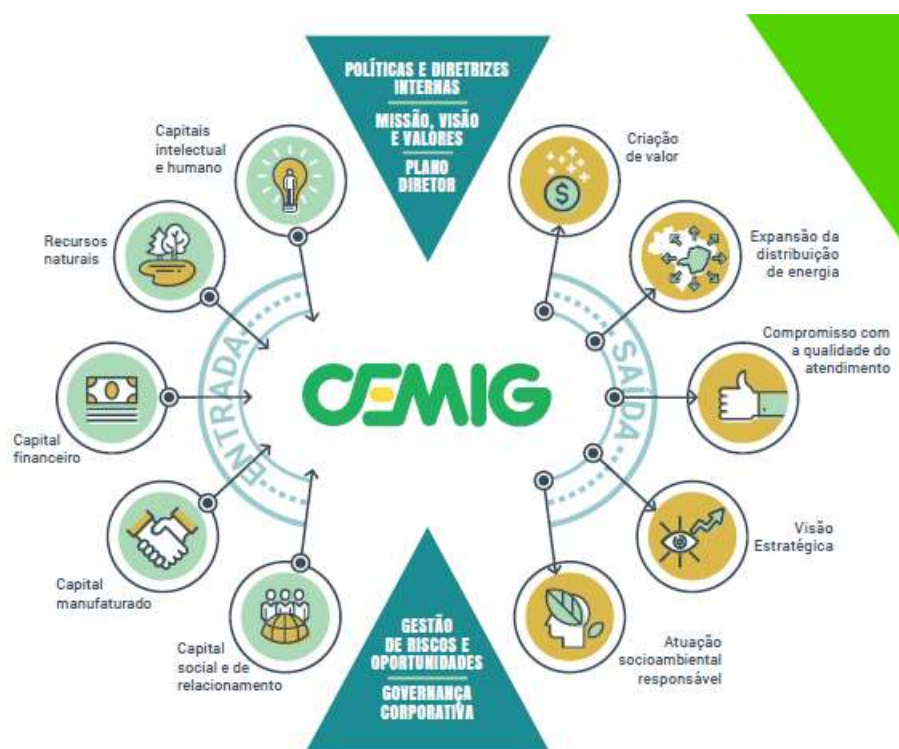 POLÍTICAS E DIRETRIZES
INTERNAS
MISSÃO, VISÃO
E VALORES
PLANO
DIRETOR
Capitais
intelectual
e humano
Recursos
naturais
Capital
financeiro
Capital
manufaturado
Capital
social e de
relacionamento
ENTRADA
CEMIG
SAÍDA
Criação
de valor
$
Expansão da
distribuição
de energia
Compromisso com
a qualidade do
atendimento
Visão
Estratégica
Atuação
socioambiental
responsável
GESTÃO
DE RISCOS E
OPORTUNIDADES
GOVERNANÇA
CORPORATIVA